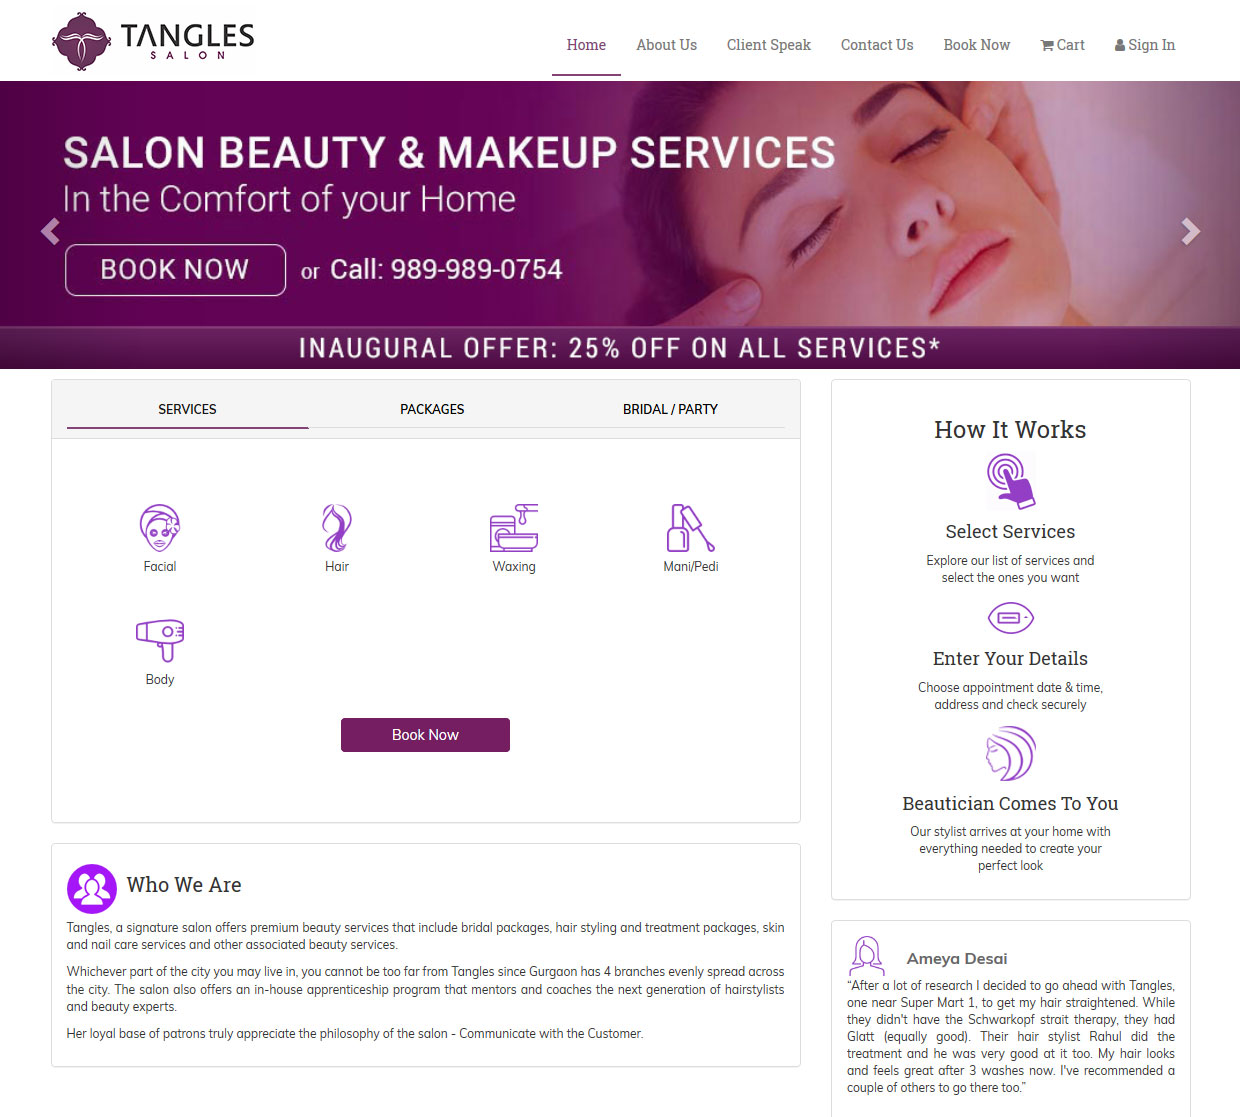 TANGLES
SALON
Home
About Us
Client Speak
Contact Us
Book Now
Cart
Sign In
SALON BEAUTY & MAKEUP SERVICES
In the Comfort of your Home
BOOK NOW or Call: 989-989-0754
INAUGURAL OFFER: 25% OFF ON ALL SERVICES*
SERVICES
PACKAGES
BRIDAL / PARTY
Facial
Hair
Waxing
Mani/Pedi
Body
Book Now
Who We Are
Tangles, a signature salon offers premium beauty services that include bridal packages, hair styling and treatment packages, skin
and nail care services and other associated beauty services.
Whichever part of the city you may live in, you cannot be too far from Tangles since Gurgaon has 4 branches evenly spread across
the city. The salon also offers an in-house apprenticeship program that mentors and coaches the next generation of hairstylists
and beauty experts.
Her loyal base of patrons truly appreciate the philosophy of the salon - Communicate with the Customer.
How It Works
Select Services
Explore our list of services and
select the ones you want
Enter Your Details
Choose appointment date & time,
address and check securely
Beautician Comes To You
Our stylist arrives at your home with
everything needed to create your
perfect look
Ameya Desai
“After a lot of research I decided to go ahead with Tangles,
one near Super Mart 1, to get my hair straightened. While
they didn't have the Schwarkopf strait therapy, they had
Glatt (equally good). Their hair stylist Rahul did the
treatment and he was very good at it too. My hair looks
and feels great after 3 washes now. I've recommended a
couple of others to go there too.”